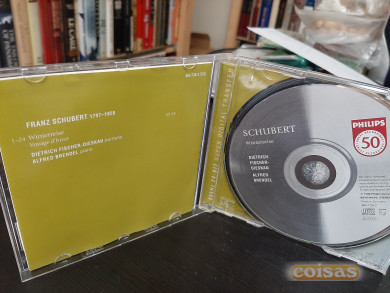 FRANZ SCHUBERT 1797-1828
1-24 Winterreise
Voyage d'hiver
DIETRICH FISCHER-DIESKAU baritone
ALFRED BRENDEL piano
SCHUBERT
Winterreise
DIETRICH
FISCHER-
DIESKAU
ALFRED
BRENDEL
PHILIPS
50
coisas